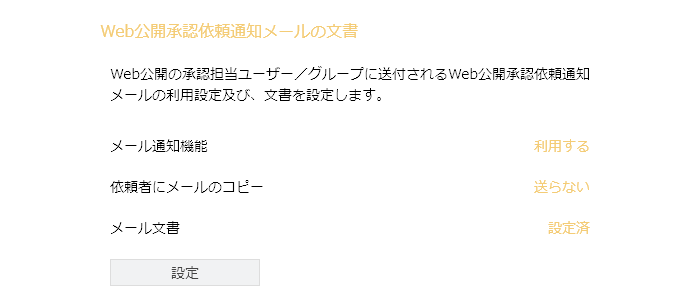 Web公開承認依頼通知メールの文書
Web公開の承認担当ユーザー／グループに送付されるWeb公開承認依頼通知
メールの利用設定及び、文書を設定します。
メール通知機能 利用する
依頼者にメールのコピー 送らない
メール文書 設定済
設定